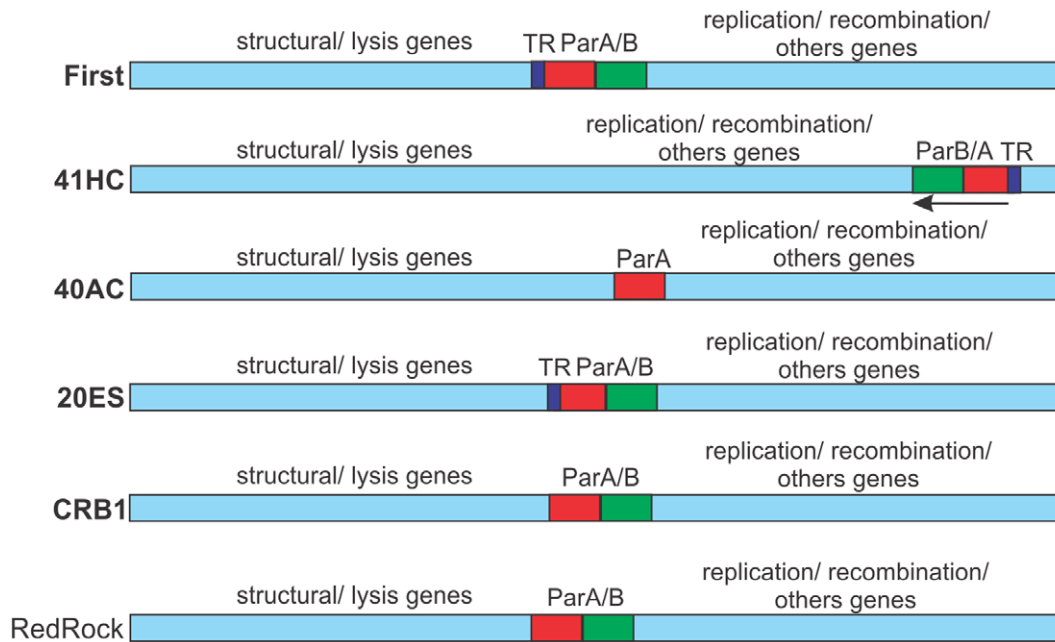 replication/ recombination/
structural/ lysis genes TR ParA/B others genes
First
replication/ recombination/
structural/ lysis genes others genes ParB/A TR
41HC
replication/ recombination/
structural/ lysis genes ParA others genes
40AC
replication/ recombination/
structural/ lysis genes TR ParA/B others genes
20ES
replication/ recombination/
structural/ lysis genes ParA/B others genes
CRB1
replication/ recombination/
structural/ lysis genes ParA/B others genes
RedRock